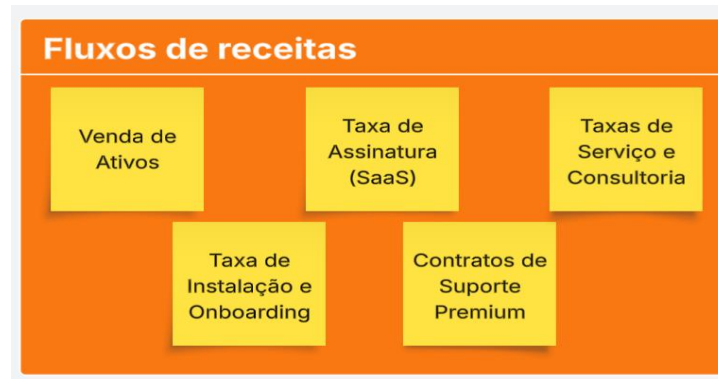 Fluxos de receitas
Venda de
Ativos
Taxa de
Assinatura
(SaaS)
Taxas de
Serviço e
Consultoria
Taxa de
Instalação e
Onboarding
Contratos de
Suporte
Premium